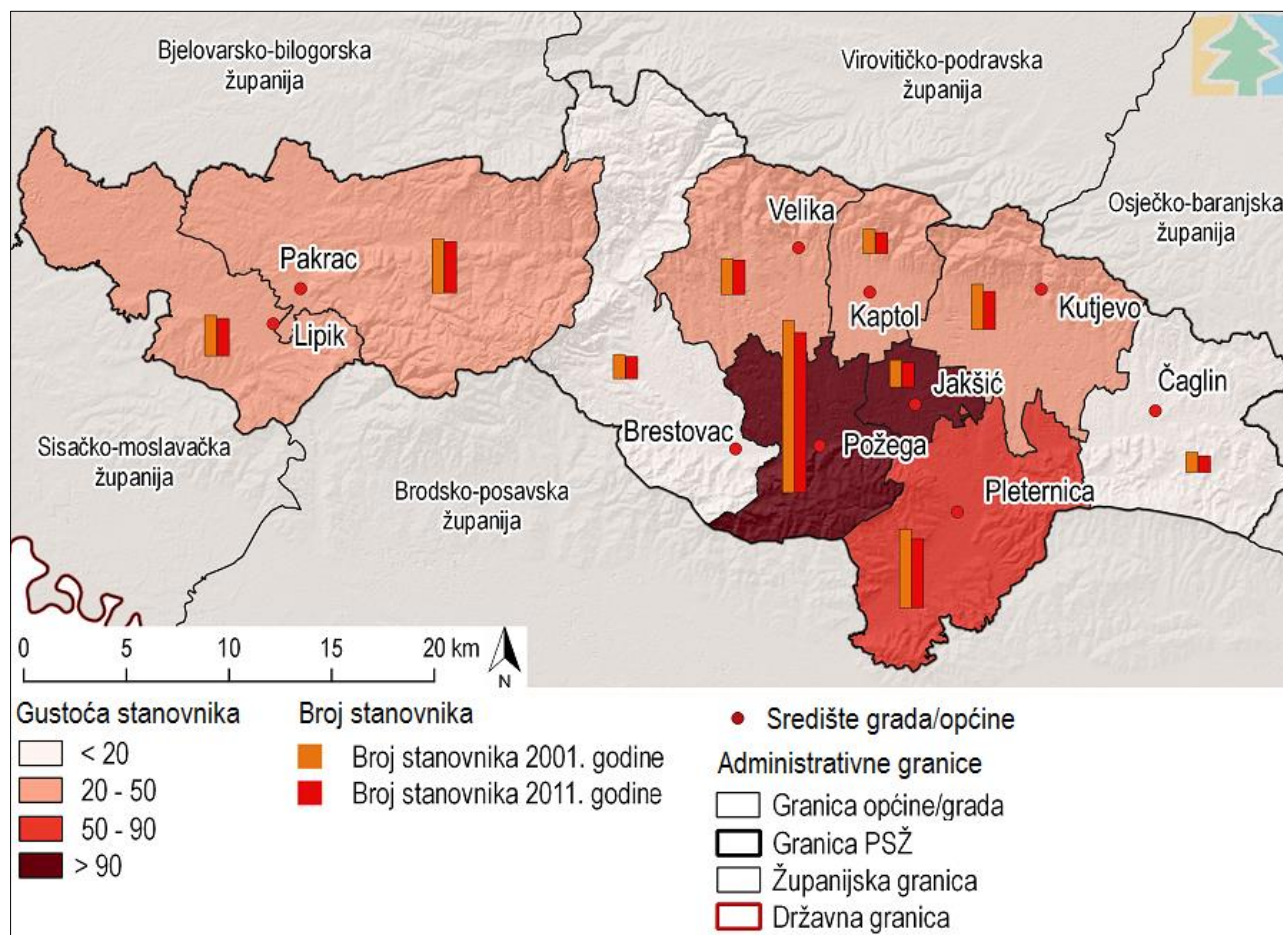 Bjelovarsko-bilogorska
županija
Virovitičko-podravska
županija
Osječko-baranjska
županija
Velika
Pakrac
Kaptol
Kutjevo
Lipik
Jakšić
Čaglin
Brestovac
Požega
Sisačko-moslavačka
županija
Brodsko-posavska
županija
Pleternica
0 5 10 15 20 km
N
Gustoća stanovnika
< 20
20 - 50
50 - 90
> 90
Broj stanovnika
Broj stanovnika 2001. godine
Broj stanovnika 2011. godine
Središte grada/općine
Administrativne granice
Granica općine/grada
Granica PSŽ
Županijska granica
Državna granica